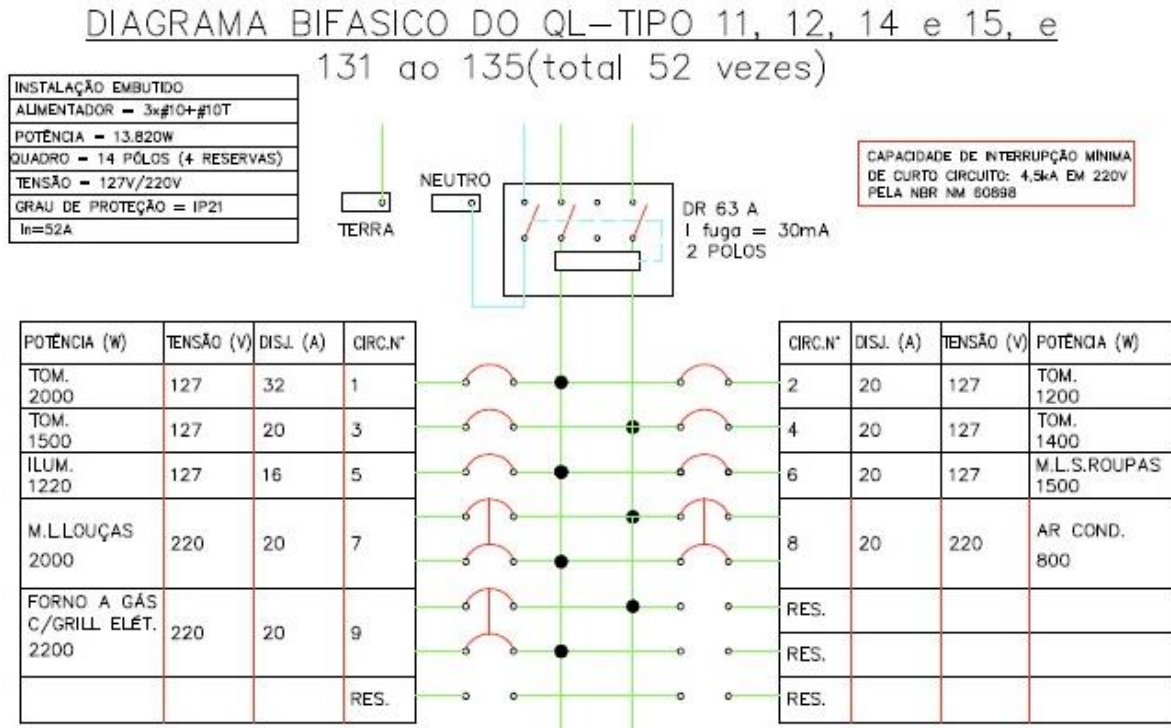 DIAGRAMA BIFASICO DO QL-TIPO 11, 12, 14 e 15, e
131 ao 135(total 52 vezes)
INSTALAÇÃO EMBUTIDO
ALIMENTADOR - 3x#10+#10T
POTÊNCIA - 13.820W
QUADRO - 14 PÓLOS (4 RESERVAS)
TENSÃO - 127V/220V
GRAU DE PROTEÇÃO = IP21
In=52A
TERRA
NEUTRO
DR 63 A
I fuga = 30mA
2 POLOS
CAPACIDADE DE INTERRUPÇÃO MÍNIMA
DE CURTO CIRCUITO: 4,5kA EM 220V
PELA NBR NM 60898
POTÊNCIA (W) TENSÃO (V) DISJ. (A) CIRC.N°
TOM.
2000 127 32 1
TOM.
1500 127 20 3
ILUM.
1220 127 16 5
M.L.LOUÇAS
2000 220 20 7
FORNO A GÁS
C/GRILL ELÉT.
2200 220 20 9
RES.
CIRC.N° DISJ. (A) TENSÃO (V) POTÊNCIA (W)
2 20 127 TOM.
1200
4 20 127 TOM.
1400
6 20 127 M.L.S.ROUPAS
1500
8 20 220 AR COND.
800
RES.
RES.
RES.